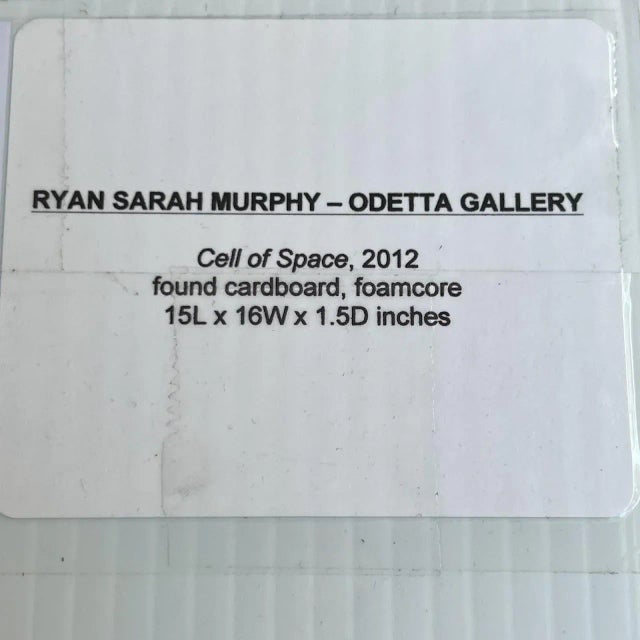 RYAN SARAH MURPHY – ODETTA GALLERY
Cell of Space, 2012
found cardboard, foamcore
15L x 16W x 1.5D inches